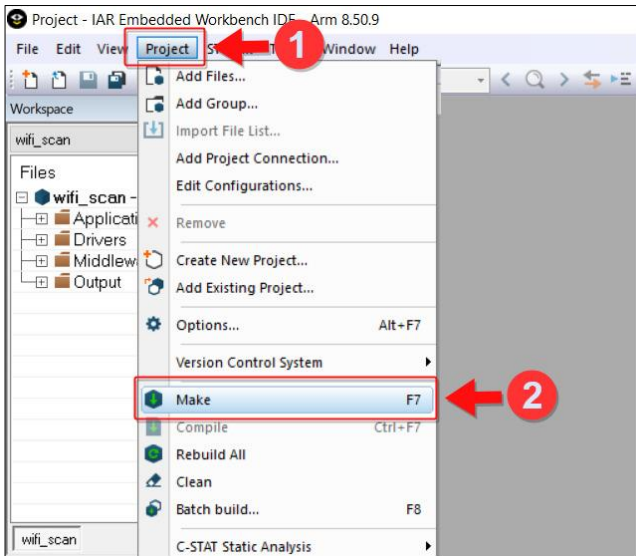 Project - IAR Embedded Workbench IDE - Arm 8.50.9
File Edit View Project Window Help
1
Add Files...
Workspace
Add Group...
wifi_scan
Import File List...
Add Project Connection...
Files
Edit Configurations...
wifi_scan -
Applicati
Remove
Drivers
Middlew
Create New Project...
Output
Add Existing Project...
Options... Alt+F7
Version Control System
Make F7
2
Compile Ctrl+F7
Rebuild All
Clean
Batch build... F8
wifi_scan
C-STAT Static Analysis